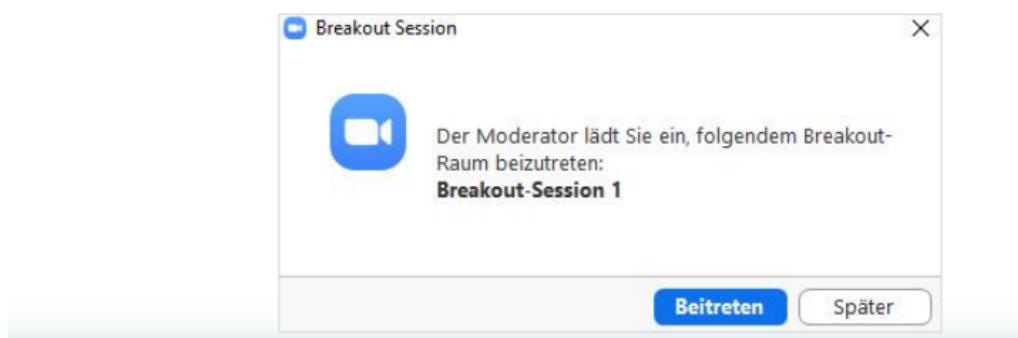 Breakout Session
Der Moderator lädt Sie ein, folgendem Breakout-
Raum beizutreten:
Breakout-Session 1
Beitreten
Später